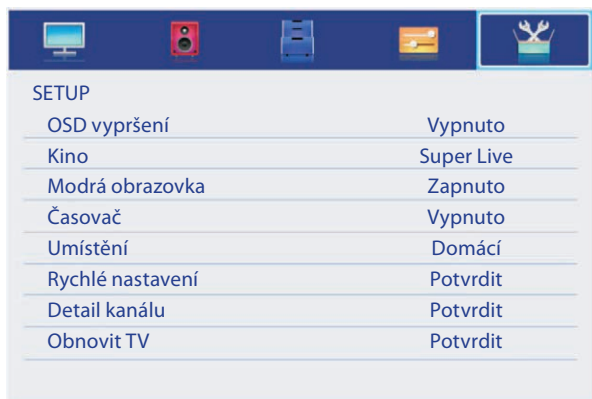 SETUP
OSD vypršení Vypnuto
Kino Super Live
Modrá obrazovka Zapnuto
Časovač Vypnuto
Umístění Domácí
Rychlé nastavení Potvrdit
Detail kanálu Potvrdit
Obnovit TV Potvrdit